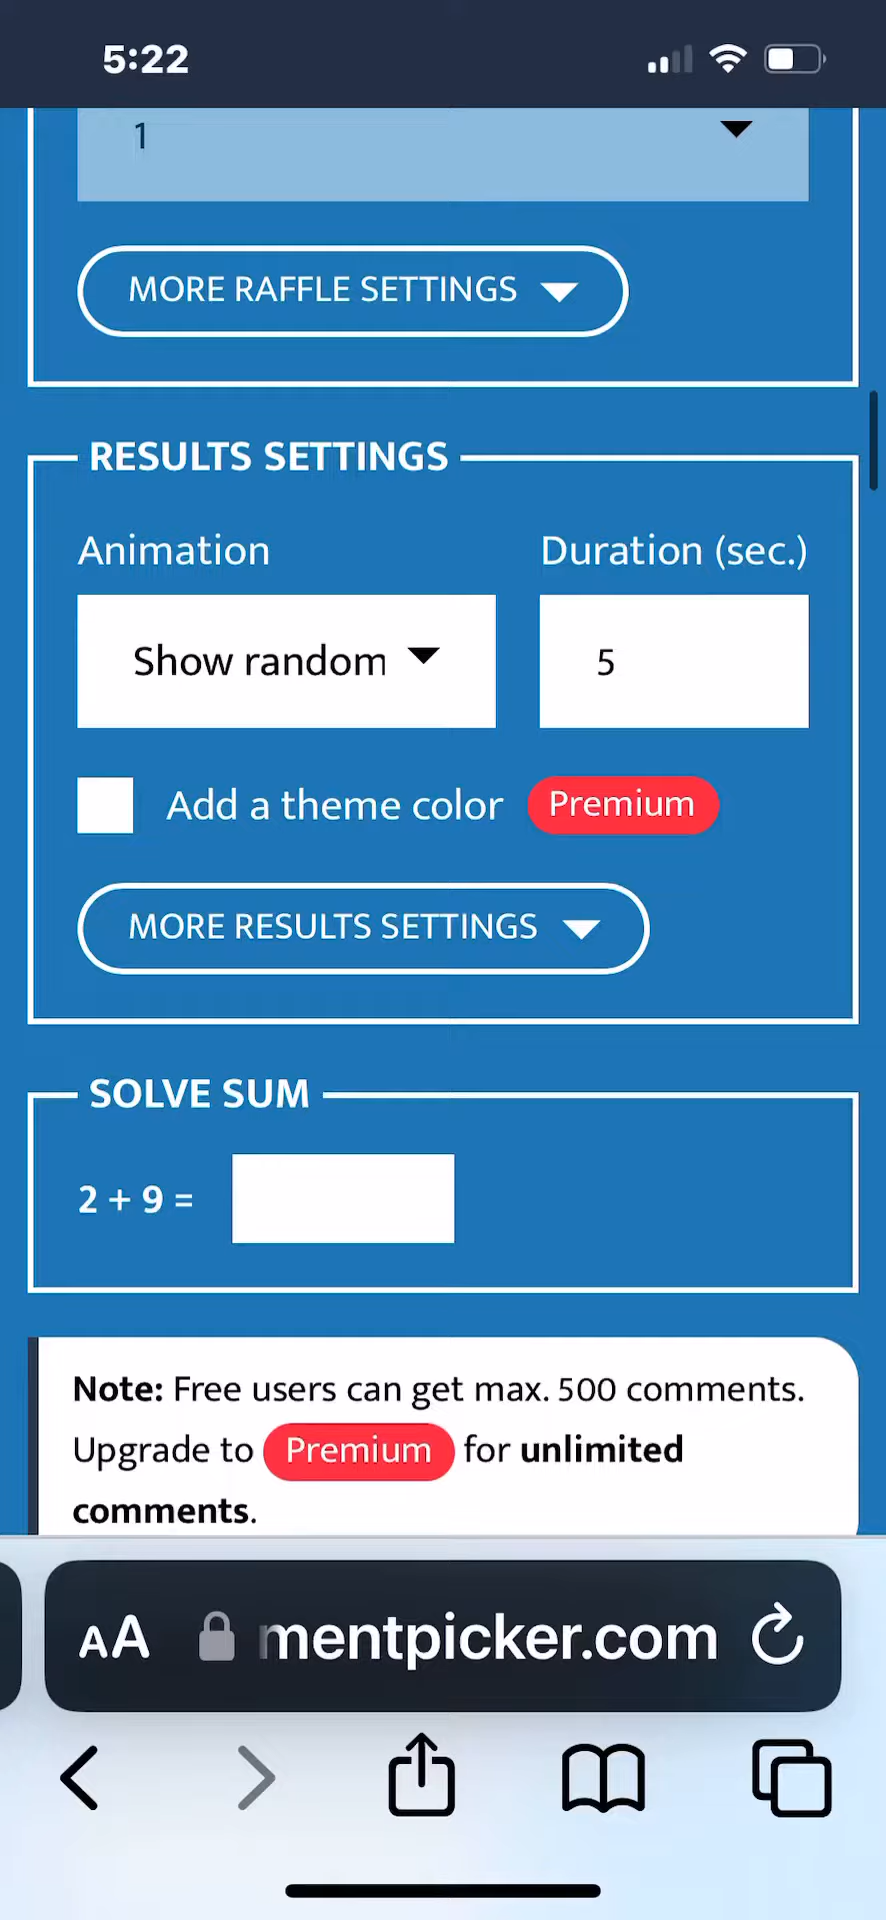 5:22
1
MORE RAFFLE SETTINGS
RESULTS SETTINGS
Animation
Duration (sec.)
Show random
5
Add a theme color Premium
MORE RESULTS SETTINGS
SOLVE SUM
2 + 9 =
Note: Free users can get max. 500 comments.
Upgrade to Premium for unlimited
comments.
AA mentpicker.com